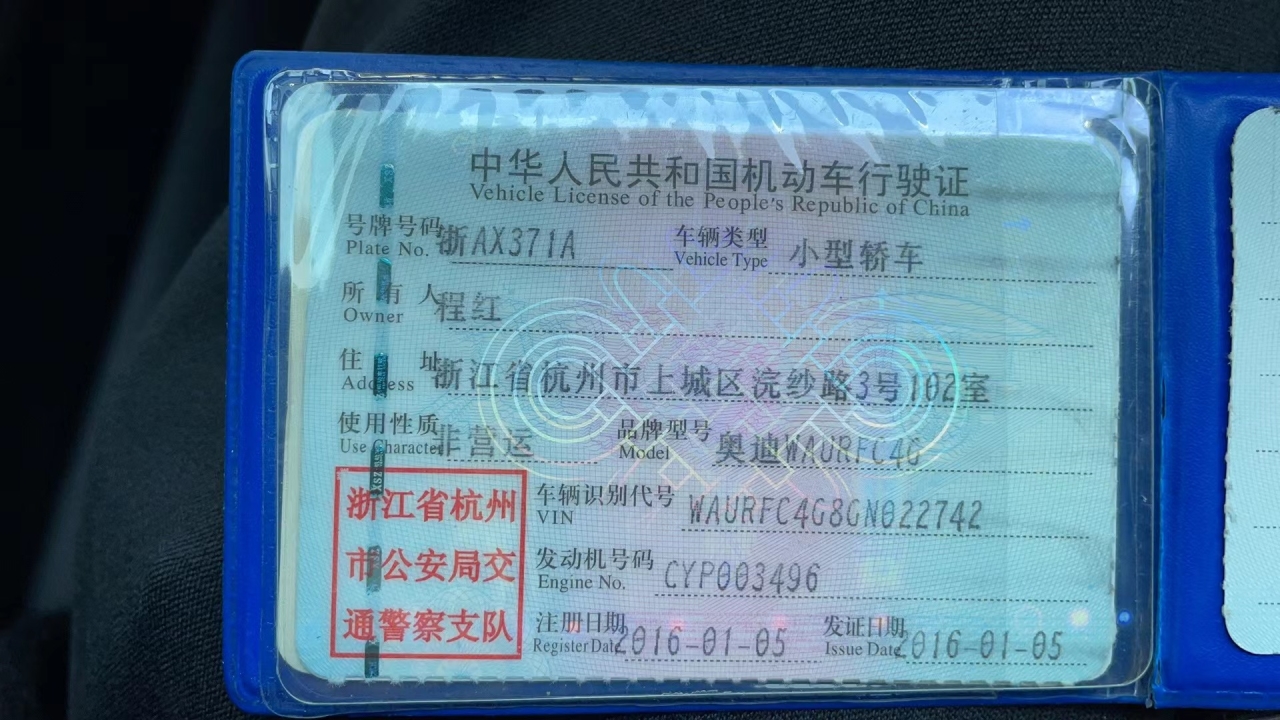 中华人民共和国机动车行驶证
Vehicle License of the People's Republic of China
号牌号码 浙AX371A 车辆类型 小型轿车
Plate No. Vehicle Type
所有人 程红
Owner
住址 浙江省杭州市上城区浣纱路3号102室
Address
使用性质 非营运 品牌型号 奥迪WAURFC4G
Use Character Model
浙江省杭州
市公安局交
通警察支队
车辆识别代号 WAURFC4G8GN022742
VIN
发动机号码 CYP003496
Engine No.
注册日期 2016-01-05 发证日期 2016-01-05
Register Date Issue Date